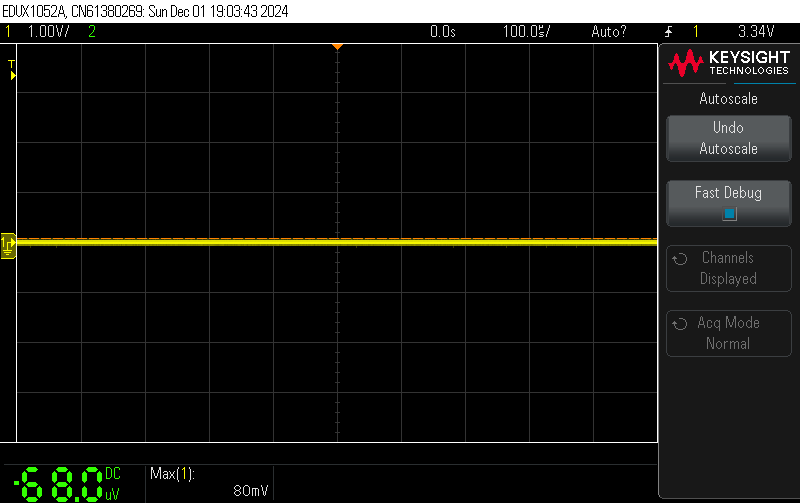 EDUX1052A, CN61380269: Sun Dec 01 19:03:43 2024
1 1.00V/ 2 0.0s 100.0s/ Auto? 1 3.34V
T
KEYSIGHT
TECHNOLOGIES
Autoscale
Undo
Autoscale
Fast Debug
1
Channels
Displayed
Acq Mode
Normal
-68.0 DC
uV
Max(1):
80mV